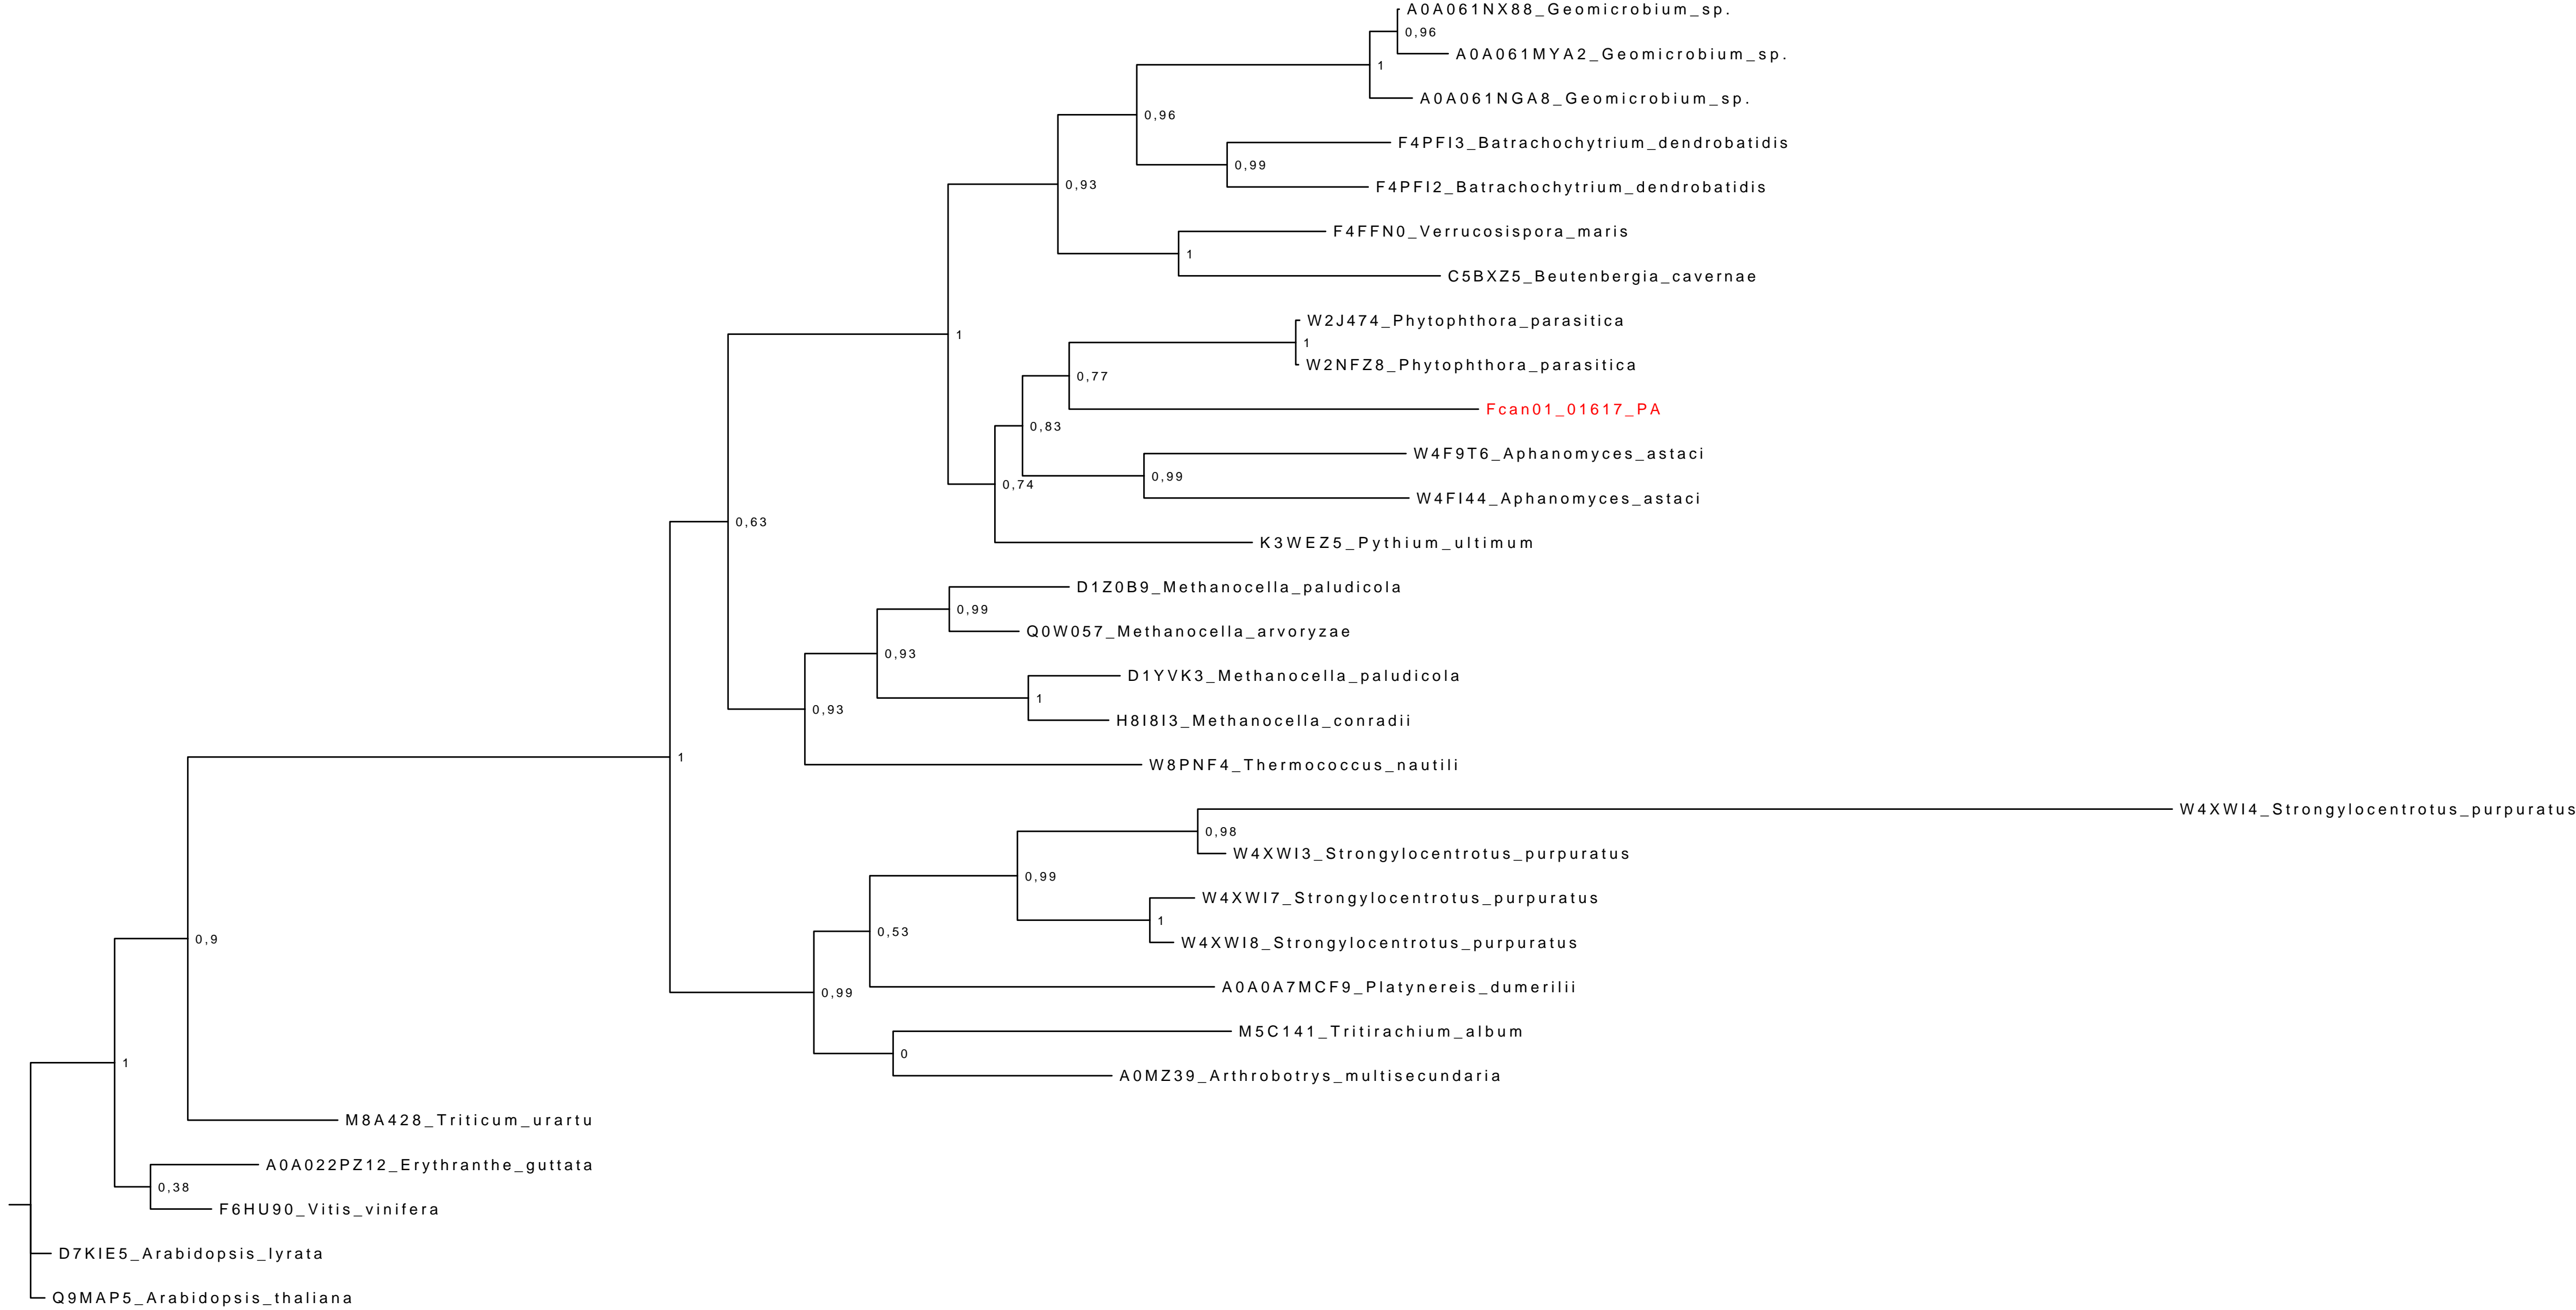 A0A061NX88_Geomicrobium_sp.
0,96
A0A061MYA2_Geomicrobium_sp.
1
A0A061NGA8_Geomicrobium_sp.
0,96
F4PFI3_Batrachochytrium_dendrobatidis
0,99
F4PFI2_Batrachochytrium_dendrobatidis
0,93
F4FFN0_Verrucosispora_maris
1
C5BXZ5_Beutenbergia_cavernae
W2J474_Phytophthora_parasitica
1
1
W2NFZ8_Phytophthora_parasitica
0,77
Fcan01_01617_PA
0,83
W4F9T6_Aphanomyces_astaci
0,99
0,74
W4FI44_Aphanomyces_astaci
0,63
K3WEZ5_Pythium_ultimum
D1Z0B9_Methanocella_paludicola
0,99
Q0W057_Methanocella_arvoryzae
0,93
D1YVK3_Methanocella_paludicola
1
0,93
H8I8I3_Methanocella_conradii
1
W8PNF4_Thermococcus_nautili
W4XWI4_Strongylocentrotus_purpuratus
0,98
W4XWI3_Strongylocentrotus_purpuratus
0,99
W4XWI7_Strongylocentrotus_purpuratus
1
0,53
0,9
W4XWI8_Strongylocentrotus_purpuratus
A0A0A7MCF9_Platynereis_dumerilii
0,99
M5C141_Tritirachium_album
0
1
A0MZ39_Arthrobotrys_multisecundaria
M8A428_Triticum_urartu
A0A022PZ12_Erythranthe_guttata
0,38
F6HU90_Vitis_vinifera
D7KIE5_Arabidopsis_lyrata
Q9MAP5_Arabidopsis_thaliana